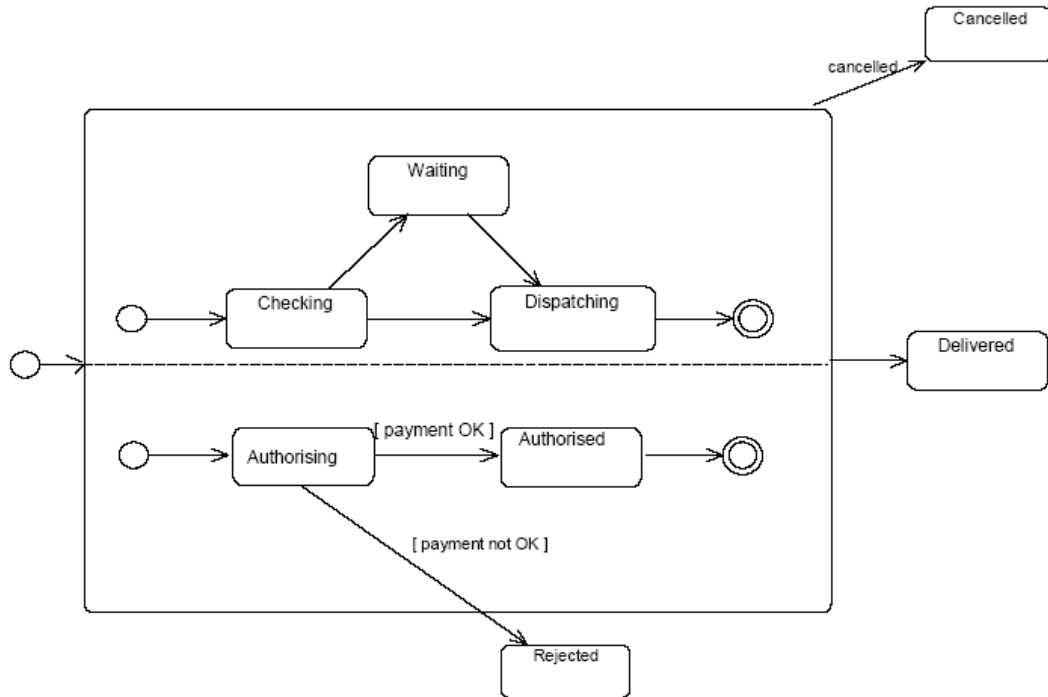 Cancelled
cancelled
Waiting
Checking
Dispatching
Delivered
[ payment OK ]
Authorised
Authorising
[ payment not OK ]
Rejected